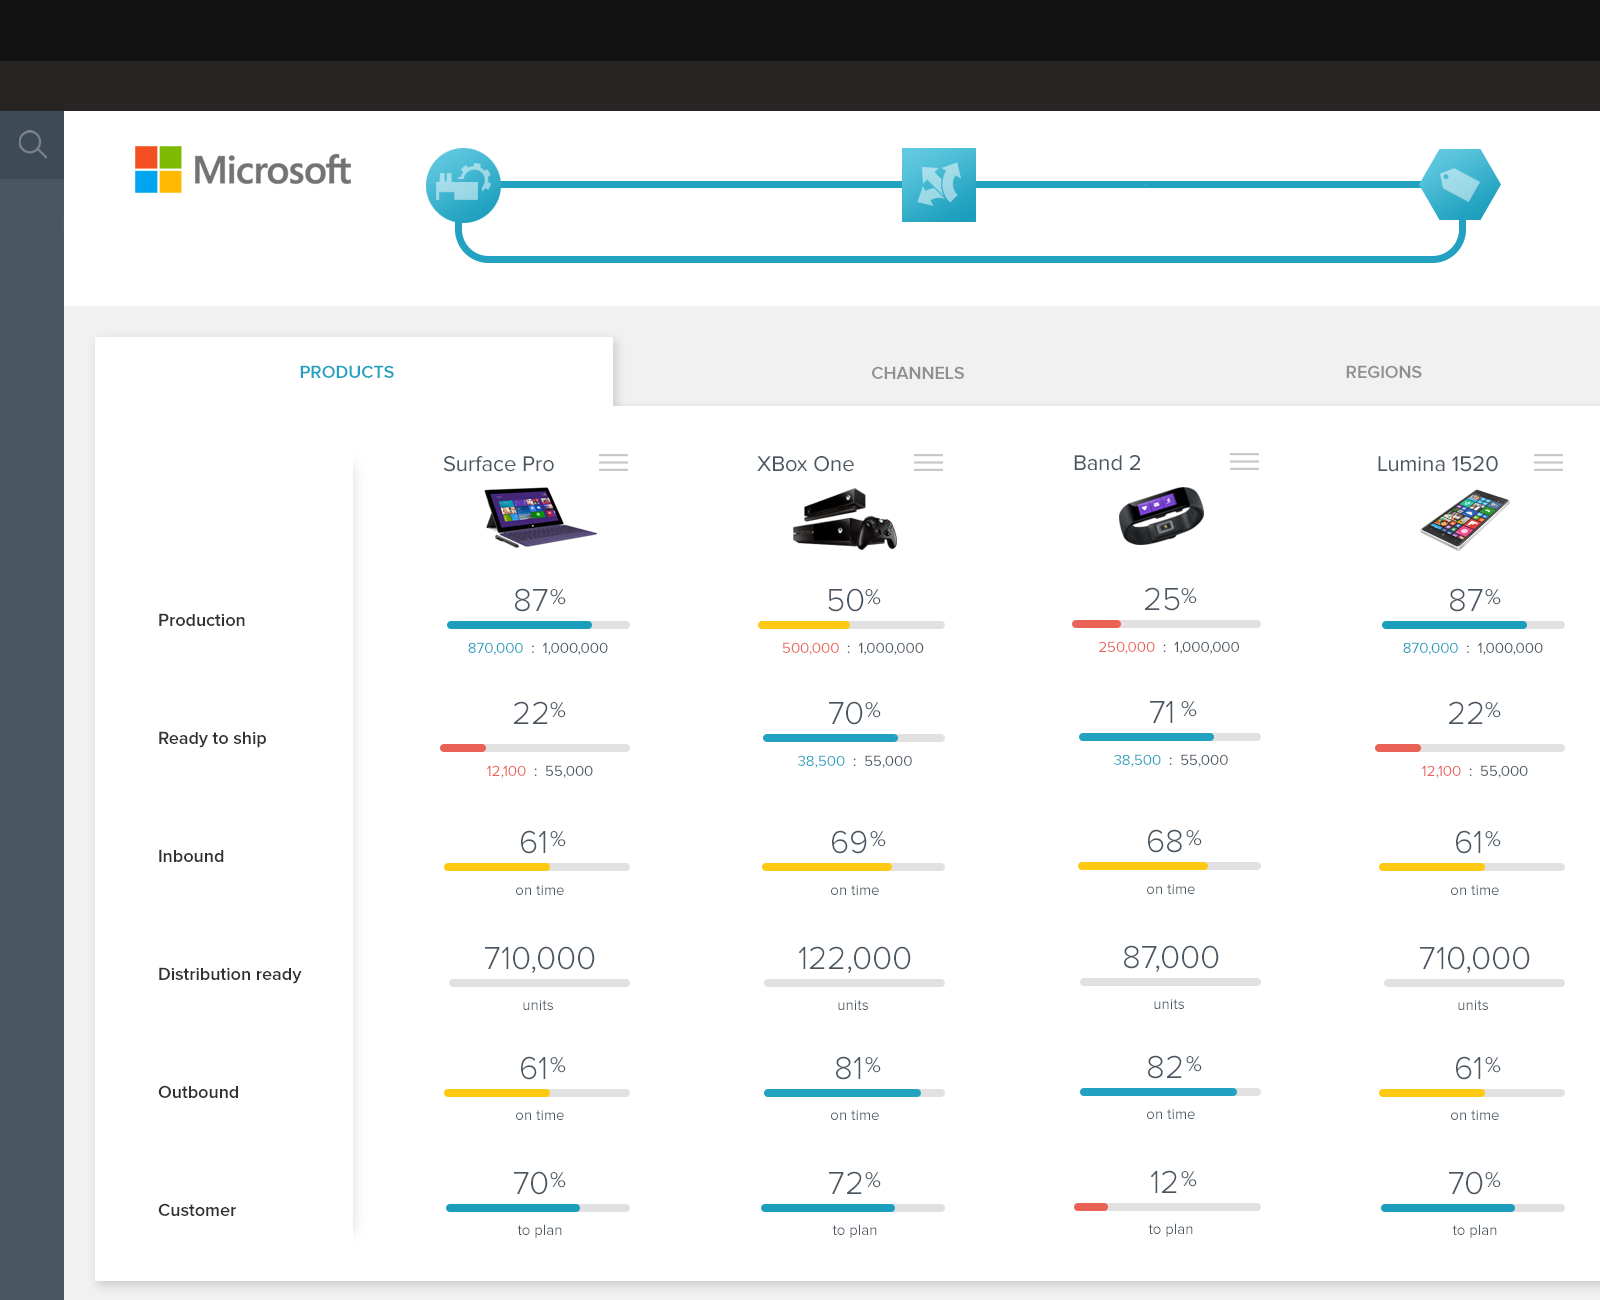 Microsoft
PRODUCTS
CHANNELS
REGIONS
Surface Pro
XBox One
Band 2
Lumina 1520
Production
87%
50%
25%
87%
870,000 : 1,000,000
500,000 : 1,000,000
250,000 : 1,000,000
870,000 : 1,000,000
Ready to ship
22%
70%
71%
22%
12,100 : 55,000
38,500 : 55,000
38,500 : 55,000
12,100 : 55,000
Inbound
61%
69%
68%
61%
on time
on time
on time
on time
Distribution ready
710,000
122,000
87,000
710,000
units
units
units
units
Outbound
61%
81%
82%
61%
on time
on time
on time
on time
Customer
70%
72%
12%
70%
to plan
to plan
to plan
to plan